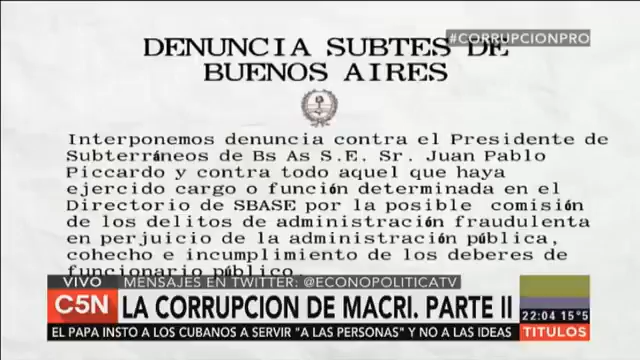 #CORRUPCIONPRO
DENUNCIA SUBTES DE
BUENOS AIRES
Interponemos denuncia contra el Presidente de
Subterráneos de Bs As S.E. Sr. Juan Pablo
Piccardo y contra todo aquel que haya
ejercido cargo o función determinada en el
Directorio de SBASE por la posible comisión
de los delitos de administración fraudulenta
en perjuicio de la administración pública,
cohecho e incumplimiento de los deberes de
funcionario público.
VIVO MENSAJES EN TWITTER: @ECONOPOLITICATV
C5N LA CORRUPCION DE MACRI. PARTE II
22:04 15°5
EL PAPA INSTO A LOS CUBANOS A SERVIR "A LAS PERSONAS" Y NO A LAS IDEAS TITULOS